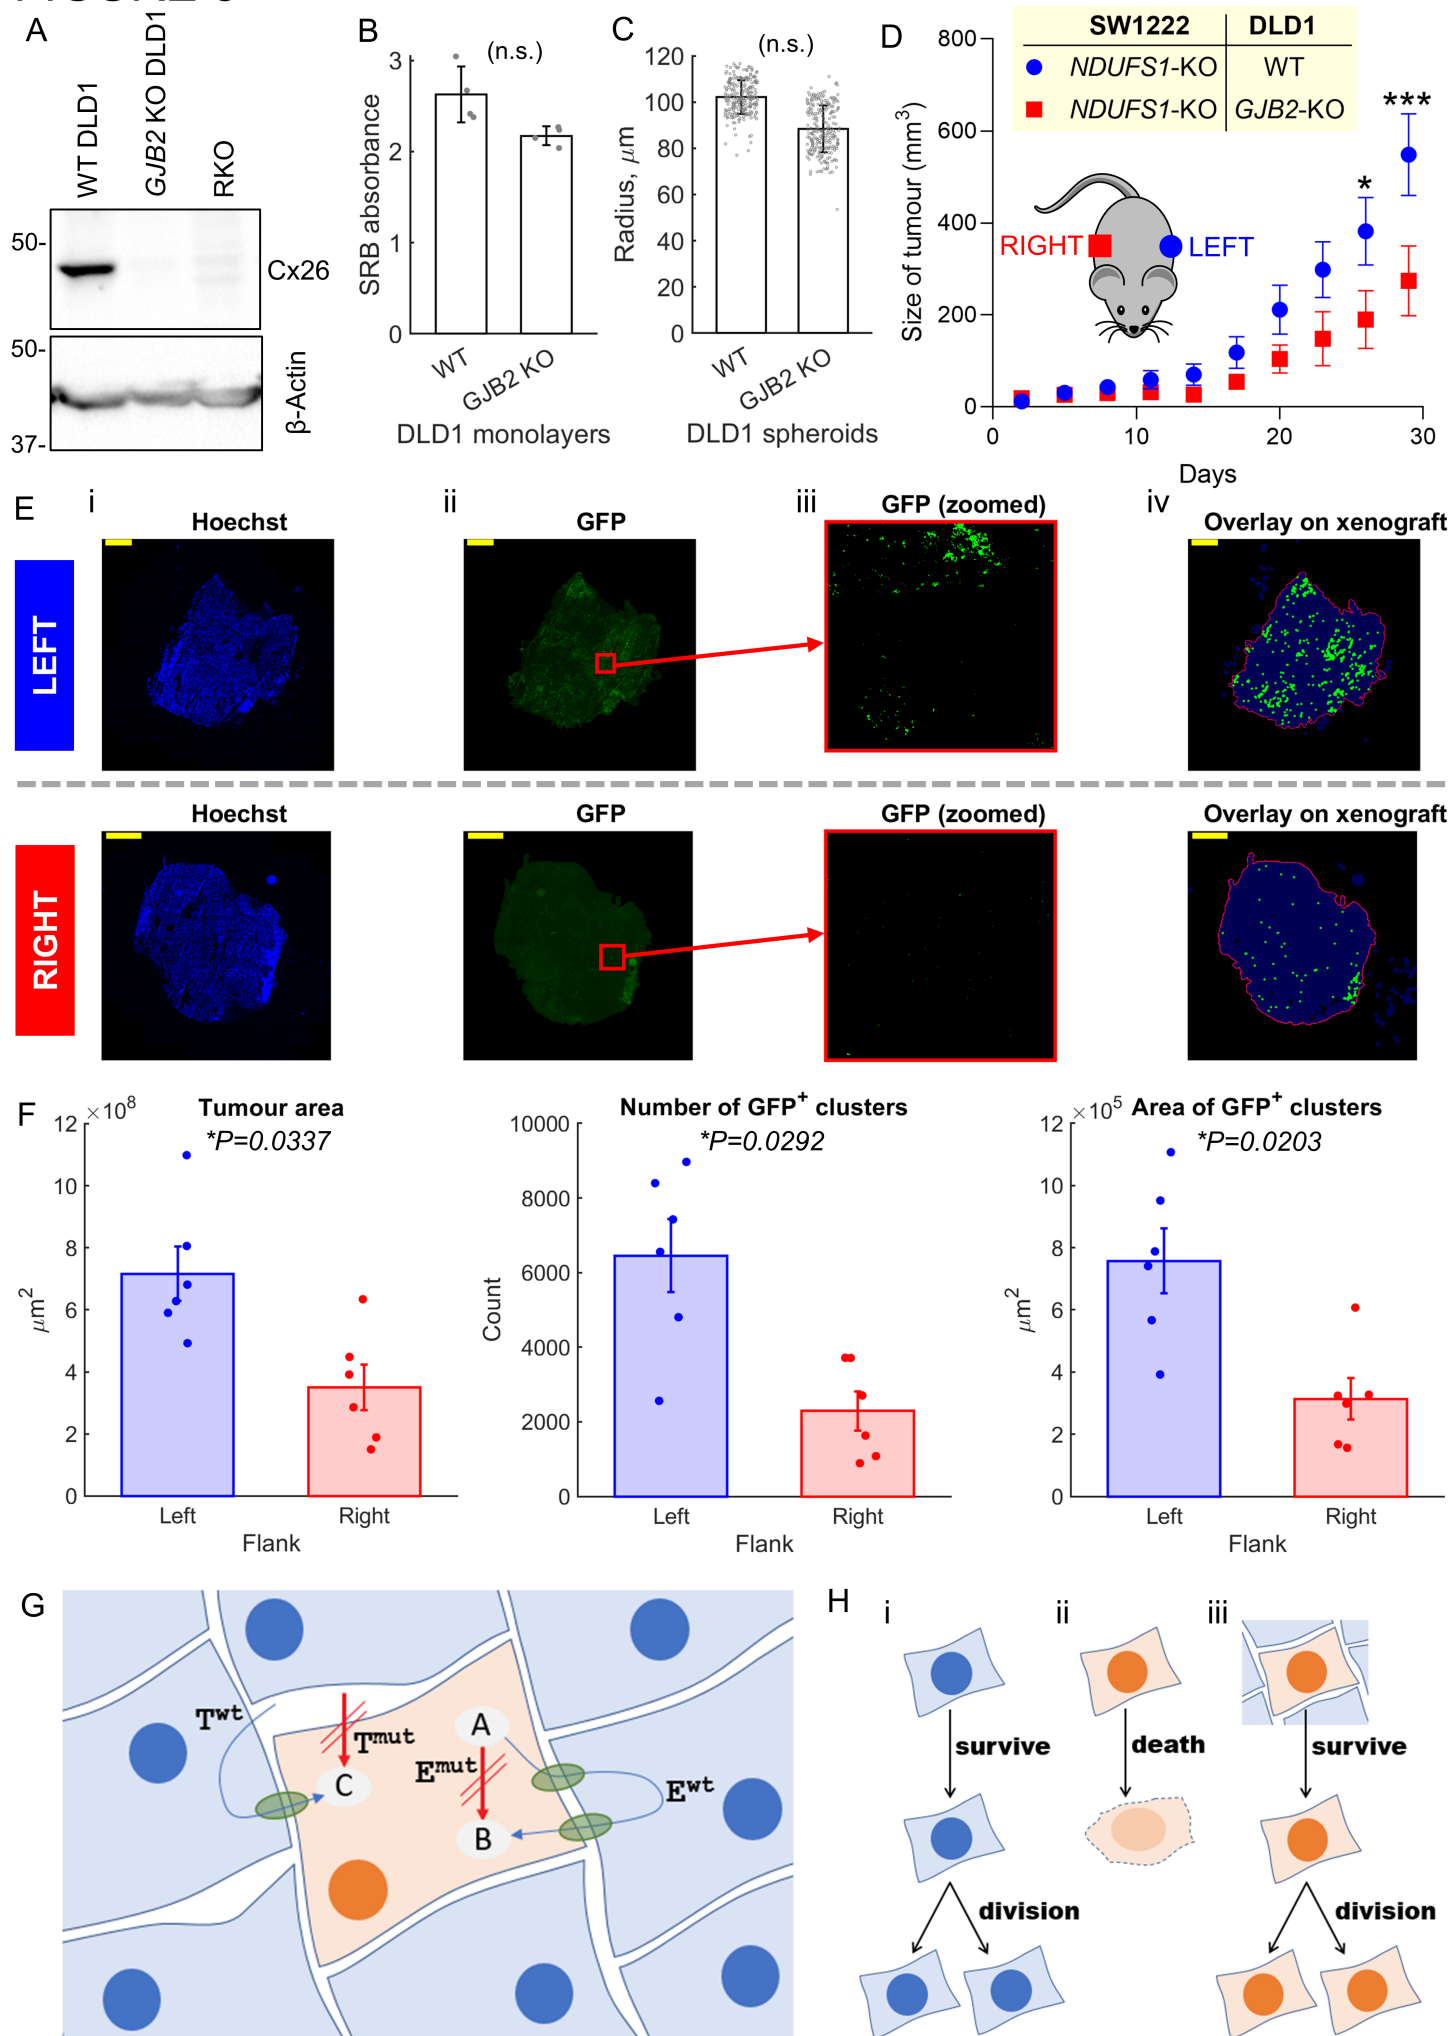 A
WT DLD1
GJB2 KO DLD1
RKO
50-
Cx26
50-
37-
β-Actin
B
(n.s.)
SRB absorbance
3
2
1
0
WT
GJB2 KO
DLD1 monolayers
C
(n.s.)
Radius, μm
120
100
80
60
40
20
0
WT
GJB2 KO
DLD1 spheroids
D
SW1222 DLD1
NDUFS1-KO WT
NDUFS1-KO GJB2-KO
Size of tumour (mm³)
800
600
400
200
0
***
*
RIGHT
LEFT
0 10 20 30
Days
E
i
ii
iii
iv
Hoechst
GFP
GFP (zoomed)
Overlay on xenograft
LEFT
Hoechst
GFP
GFP (zoomed)
Overlay on xenograft
RIGHT
F
×10⁸
Tumour area
*P=0.0337
μm²
12
10
8
6
4
2
0
Left Right
Flank
Number of GFP⁺ clusters
*P=0.0292
Count
10000
8000
6000
4000
2000
0
Left Right
Flank
×10⁵
Area of GFP⁺ clusters
*P=0.0203
μm²
12
10
8
6
4
2
0
Left Right
Flank
G
Tʷᵗ
Tᵐᵘᵗ
A
C
Eᵐᵘᵗ
Eʷᵗ
B
H
i
ii
iii
survive
death
survive
division
division